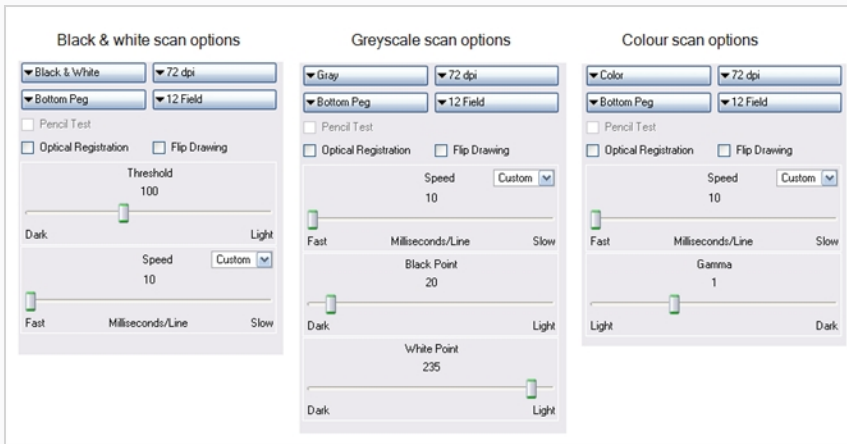 Black & white scan options
Black & White 72 dpi
Bottom Peg 12 Field
Pencil Test
Optical Registration Flip Drawing
Threshold
100
Dark Light
Speed Custom
10
Fast Milliseconds/Line Slow
Greyscale scan options
Gray 72 dpi
Bottom Peg 12 Field
Pencil Test
Optical Registration Flip Drawing
Speed Custom
10
Fast Milliseconds/Line Slow
Black Point
20
Dark Light
White Point
235
Dark Light
Colour scan options
Color 72 dpi
Bottom Peg 12 Field
Pencil Test
Optical Registration Flip Drawing
Speed Custom
10
Fast Milliseconds/Line Slow
Gamma
1
Light Dark